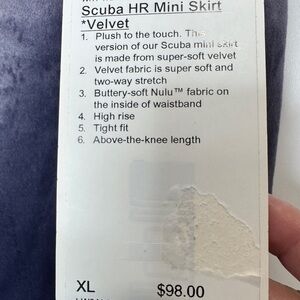 Scuba HR Mini Skirt
*Velvet
1. Plush to the touch. This
version of our Scuba mini skirt
is made from super-soft velvet
2. Velvet fabric is super soft and
two-way stretch
3. Buttery-soft Nulu™ fabric on
the inside of waistband
4. High rise
5. Tight fit
6. Above-the-knee length
XL $98.00